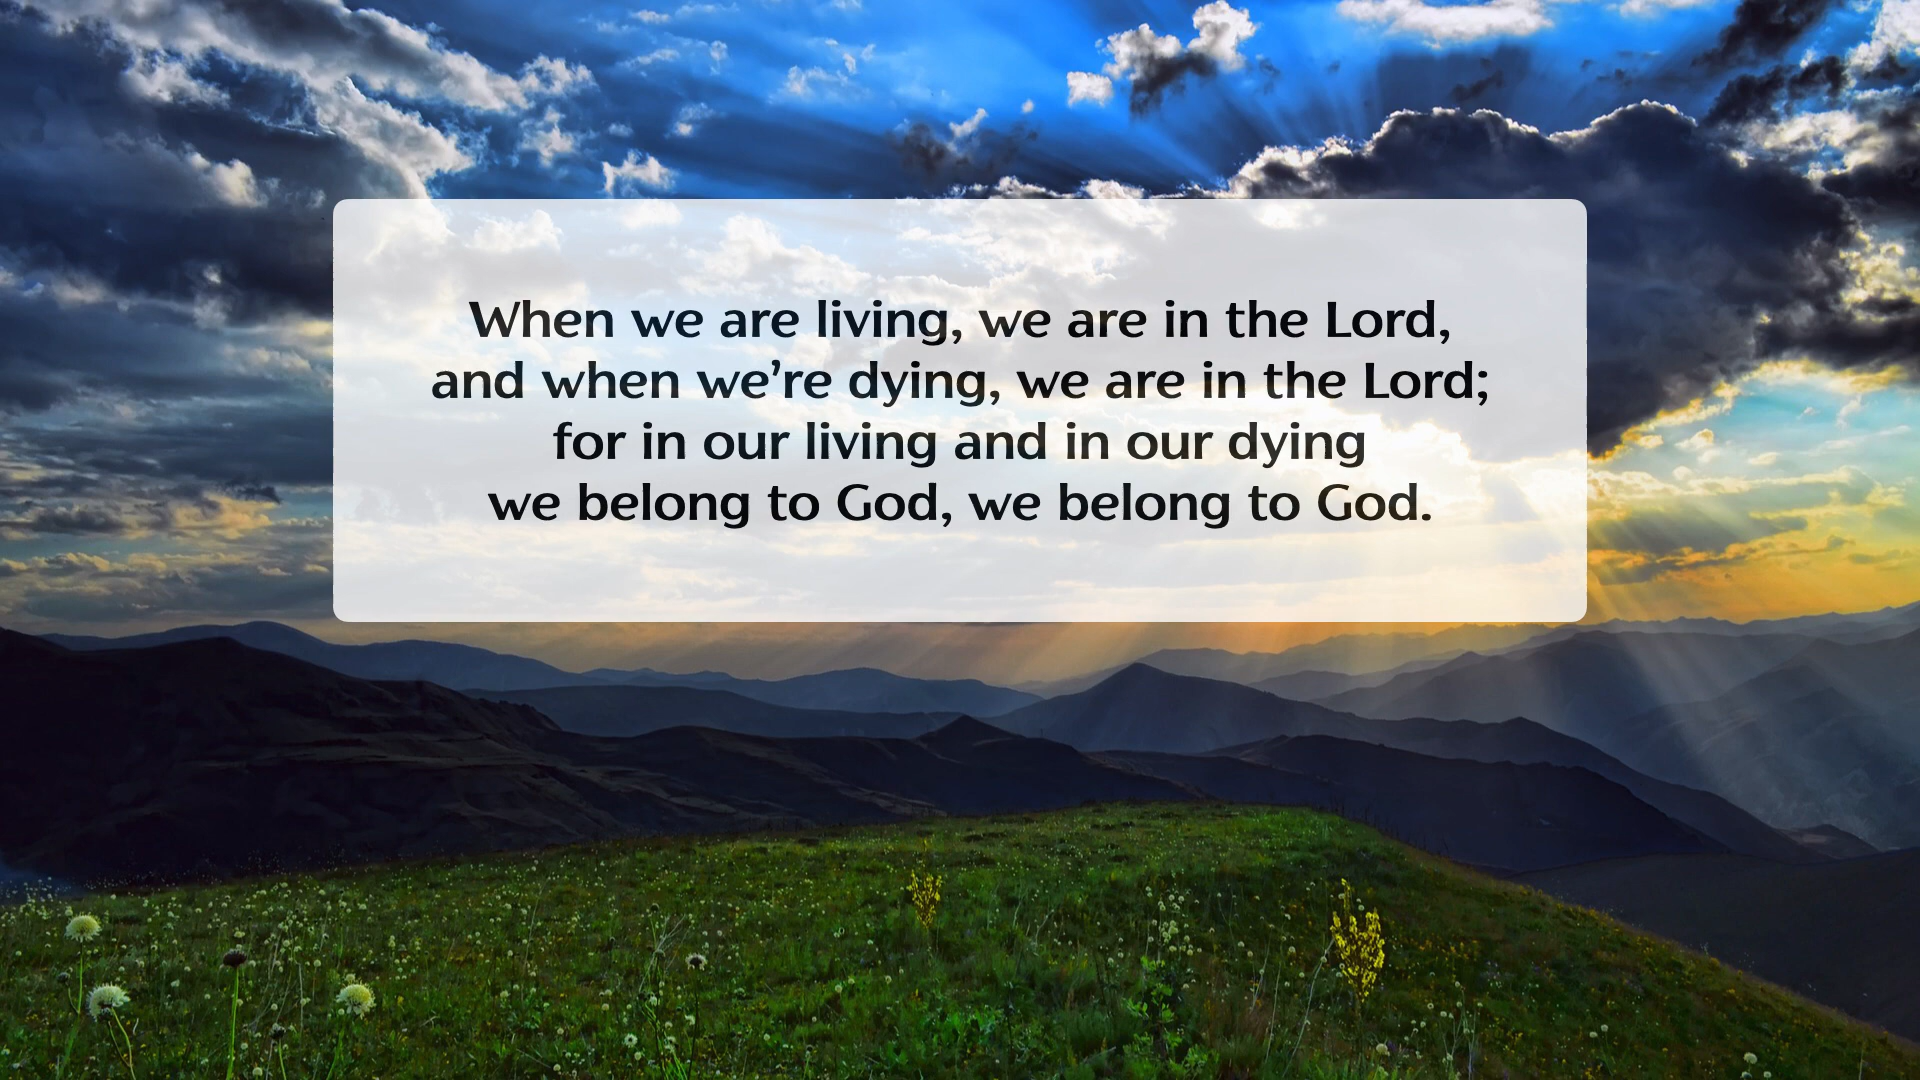 When we are living, we are in the Lord,
and when we’re dying, we are in the Lord;
for in our living and in our dying
we belong to God, we belong to God.